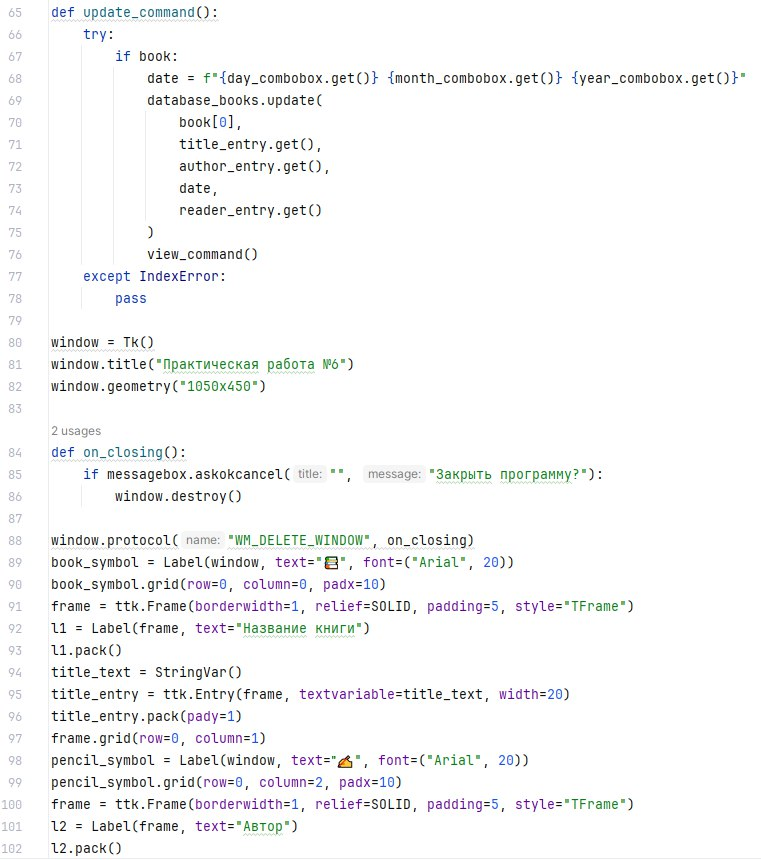 65 def update_command():
66     try:
67         if book:
68             date = f"{day_combobox.get()} {month_combobox.get()} {year_combobox.get()}"
69             database_books.update(
70                 book[0],
71                 title_entry.get(),
72                 author_entry.get(),
73                 date,
74                 reader_entry.get()
75             )
76             view_command()
77     except IndexError:
78         pass
79
80 window = Tk()
81 window.title("Практическая работа №6")
82 window.geometry("1050x450")
83
2 usages
84 def on_closing():
85     if messagebox.askokcancel( title: "", message: "Закрыть программу?"):
86         window.destroy()
87
88 window.protocol( name: "WM_DELETE_WINDOW", on_closing)
89 book_symbol = Label(window, text="📚", font=("Arial", 20))
90 book_symbol.grid(row=0, column=0, padx=10)
91 frame = ttk.Frame(borderwidth=1, relief=SOLID, padding=5, style="TFrame")
92 l1 = Label(frame, text="Название книги")
93 l1.pack()
94 title_text = StringVar()
95 title_entry = ttk.Entry(frame, textvariable=title_text, width=20)
96 title_entry.pack(pady=1)
97 frame.grid(row=0, column=1)
98 pencil_symbol = Label(window, text="✍", font=("Arial", 20))
99 pencil_symbol.grid(row=0, column=2, padx=10)
100 frame = ttk.Frame(borderwidth=1, relief=SOLID, padding=5, style="TFrame")
101 l2 = Label(frame, text="Автор")
102 l2.pack()